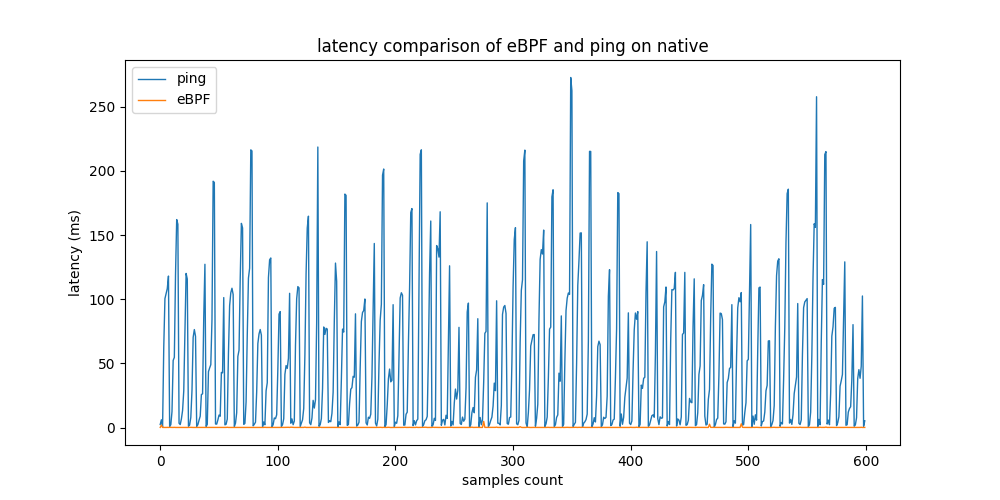 latency comparison of eBPF and ping on native
ping
eBPF
250
200
150
100
50
0
latency (ms)
0 100 200 300 400 500 600
samples count